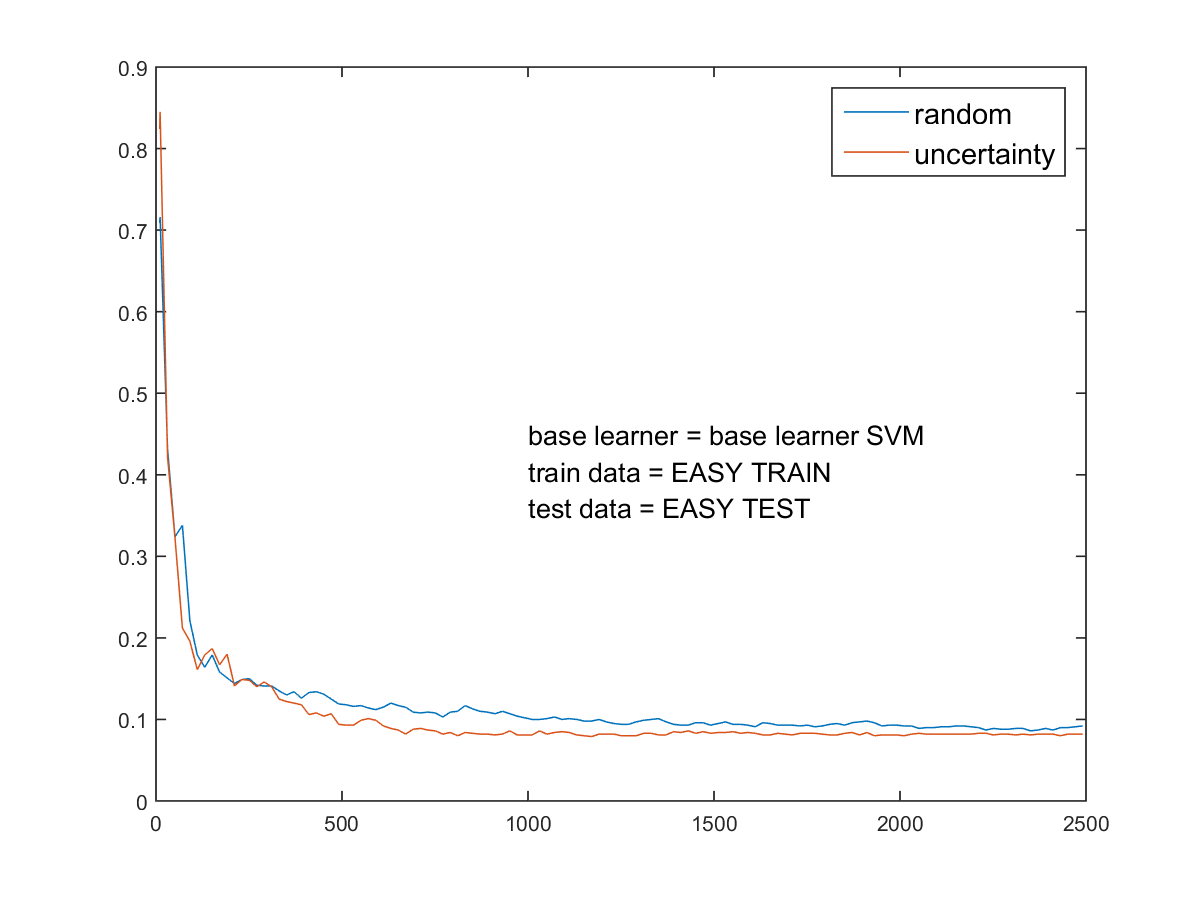 0.9
random
uncertainty
0.8
0.7
0.6
0.5
base learner = base learner SVM
train data = EASY TRAIN
test data = EASY TEST
0.4
0.3
0.2
0.1
0
0 500 1000 1500 2000 2500